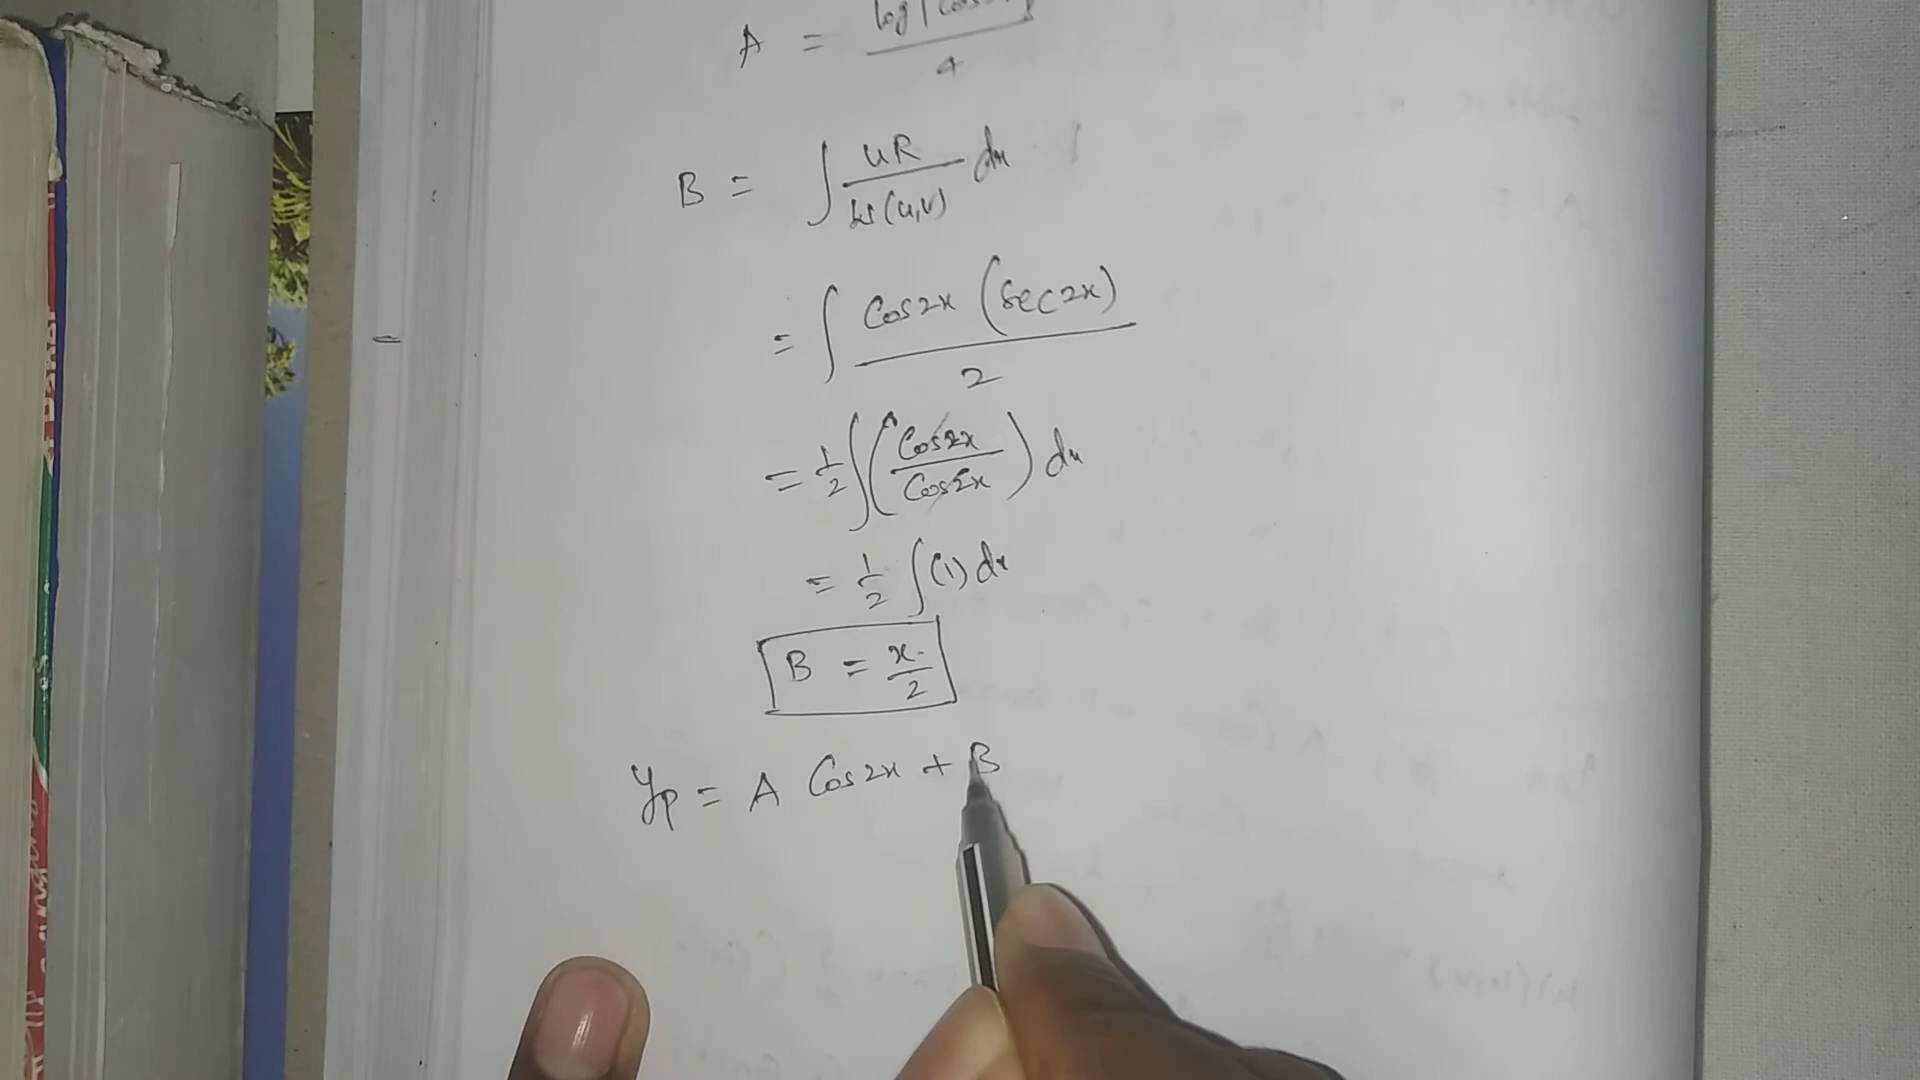 A = log|cos2x| / 4
B = ∫ uR / W(u,v) dx
= ∫ Cos2x (Sec2x) / 2
= 1/2 ∫ (Cos2x / Cos2x) dx
= 1/2 ∫ (1) dx
B = x/2
yp = A Cos2x + B